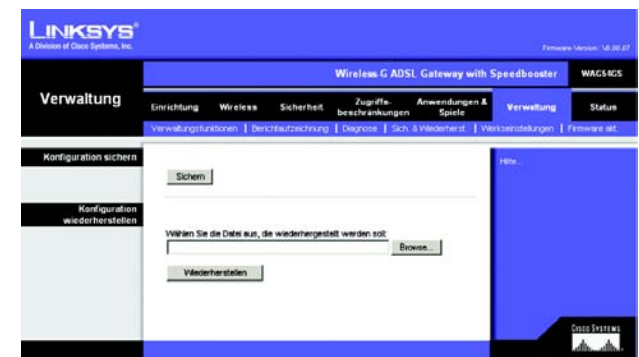 LINKSYS®
A Division of Cisco Systems, Inc.
Firmware-Version: V1.00.07
Wireless-G ADSL Gateway with Speedbooster
WAG54GS
Verwaltung
Einrichtung
Wireless
Sicherheit
Zugriffs-
beschränkungen
Anwendungen &
Spiele
Verwaltung
Status
Verwaltungsfunktionen | Berichtaufzeichnung | Diagnose | Sich. & Wiederherst. | Werkseinstellungen | Firmware akt.
Konfiguration sichern
Hilfe...
Sichern
Konfiguration
wiederherstellen
Wählen Sie die Datei aus, die wiederhergestellt werden soll:
Browse...
Wiederherstellen
CISCO SYSTEMS